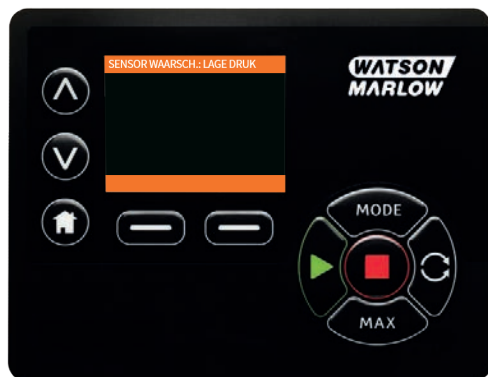 SENSOR WAARSCH.: LAGE DRUK
WATSON
MARLOW
MODE
MAX